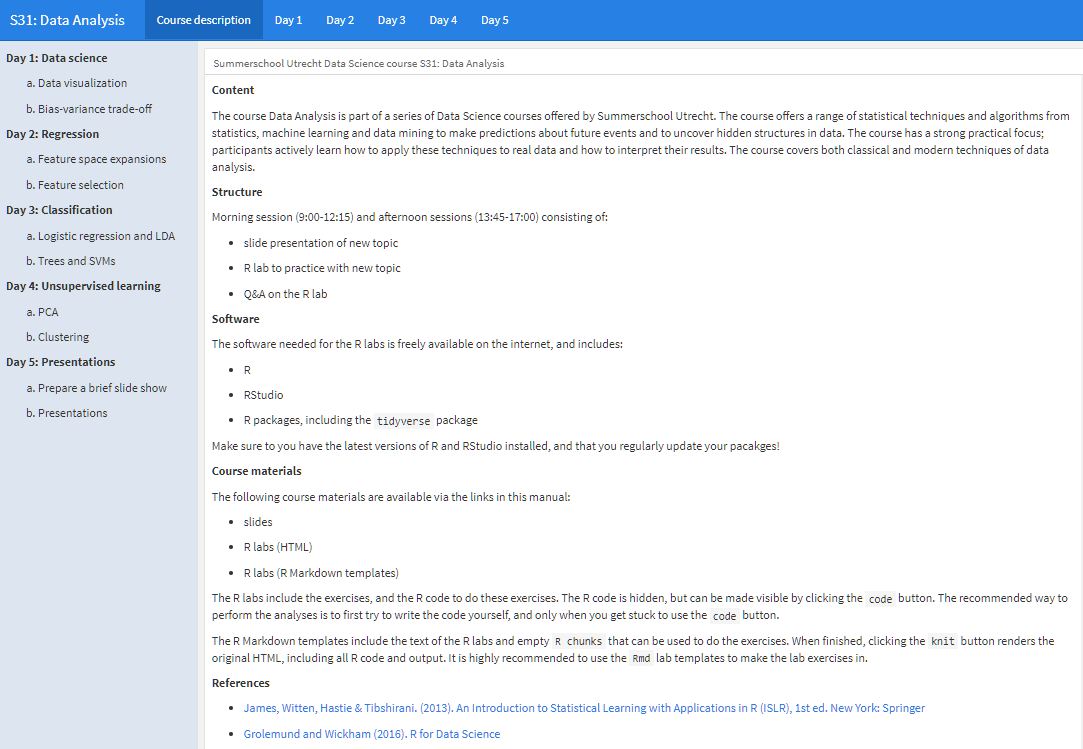 S31: Data Analysis
Course description
Day 1
Day 2
Day 3
Day 4
Day 5
Day 1: Data science
a. Data visualization
b. Bias-variance trade-off
Day 2: Regression
a. Feature space expansions
b. Feature selection
Day 3: Classification
a. Logistic regression and LDA
b. Trees and SVMs
Day 4: Unsupervised learning
a. PCA
b. Clustering
Day 5: Presentations
a. Prepare a brief slide show
b. Presentations
Summerschool Utrecht Data Science course S31: Data Analysis
Content
The course Data Analysis is part of a series of Data Science courses offered by Summerschool Utrecht. The course offers a range of statistical techniques and algorithms from
statistics, machine learning and data mining to make predictions about future events and to uncover hidden structures in data. The course has a strong practical focus;
participants actively learn how to apply these techniques to real data and how to interpret their results. The course covers both classical and modern techniques of data
analysis.
Structure
Morning session (9:00-12:15) and afternoon sessions (13:45-17:00) consisting of:
• slide presentation of new topic
• R lab to practice with new topic
• Q&A on the R lab
Software
The software needed for the R labs is freely available on the internet, and includes:
• R
• RStudio
• R packages, including the tidyverse package
Make sure to you have the latest versions of R and RStudio installed, and that you regularly update your pacakges!
Course materials
The following course materials are available via the links in this manual:
• slides
• R labs (HTML)
• R labs (R Markdown templates)
The R labs include the exercises, and the R code to do these exercises. The R code is hidden, but can be made visible by clicking the code button. The recommended way to
perform the analyses is to first try to write the code yourself, and only when you get stuck to use the code button.
The R Markdown templates include the text of the R labs and empty R chunks that can be used to do the exercises. When finished, clicking the knit button renders the
original HTML, including all R code and output. It is highly recommended to use the Rmd lab templates to make the lab exercises in.
References
• James, Witten, Hastie & Tibshirani. (2013). An Introduction to Statistical Learning with Applications in R (ISLR), 1st ed. New York: Springer
• Grolemund and Wickham (2016). R for Data Science